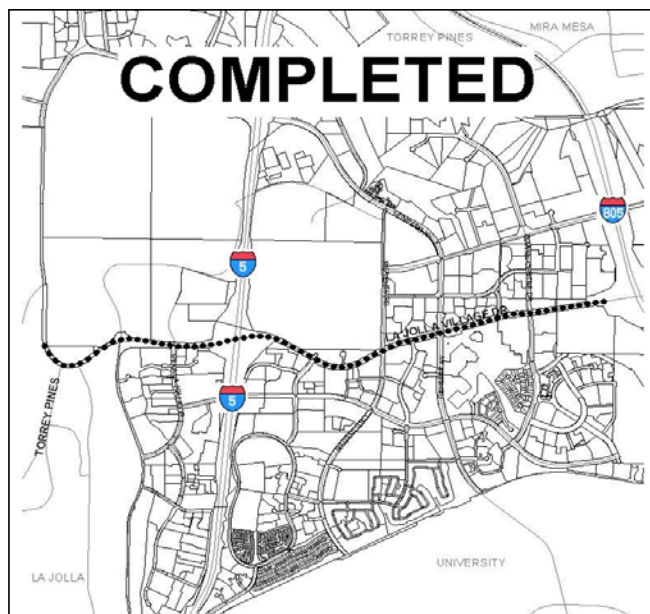 MIRA MESA
TORREY PINES
COMPLETED
805
5
LA JOLLA VILLAGE DR
5
TORREY PINES
UNIVERSITY
LA JOLLA